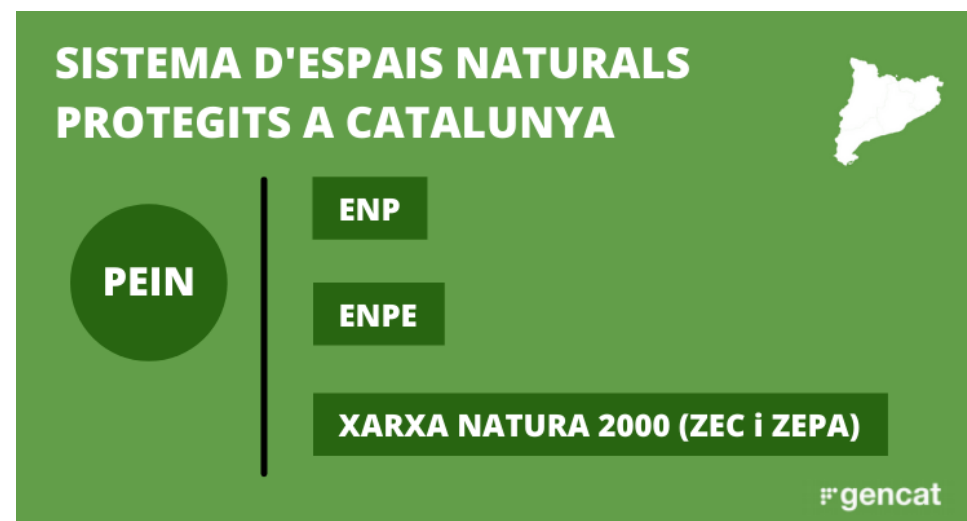 SISTEMA D'ESPAIS NATURALS
PROTEGITS A CATALUNYA
PEIN
ENP
ENPE
XARXA NATURA 2000 (ZEC i ZEPA)
gencat